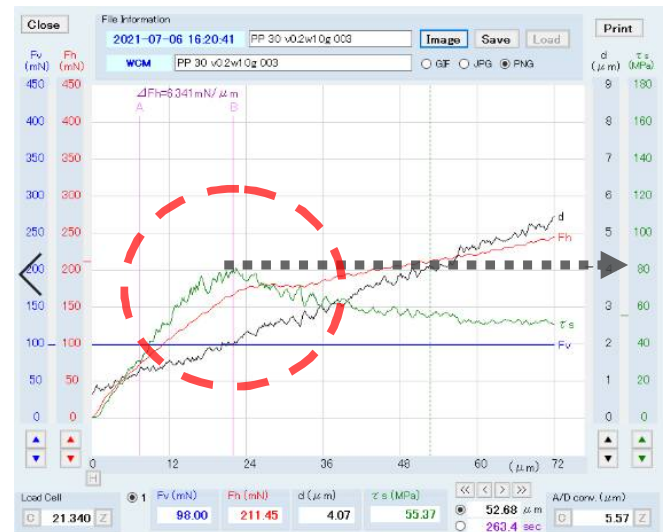 Close
File Information
2021-07-06 16:20:41 PP 30 v0.2w10g 003 Image Save Load
Print
WCM PP 30 v0.2w10g 003 GIF JPG PNG
Fv (mN) Fh (mN)
d (μm) τs (MPa)
⊿Fh=6.341mN/μm
A B
450 450 9 180
400 400 8 160
350 350 7 140
300 300 6 120
250 250 5 100
200 200 4 80
150 150 3 60
100 100 2 40
50 50 1 20
0 0 0 0
d
Fh
τs
Fv
0 12 24 36 48 60 (μm) 72
H
Load Cell
C 21.340 Z
1 Fv (mN) Fh (mN) d (μm) τs (MPa)
98.00 211.45 4.07 55.37
<< < > >>
52.68 μm
263.4 sec
A/D conv. (μm)
C 5.57 Z